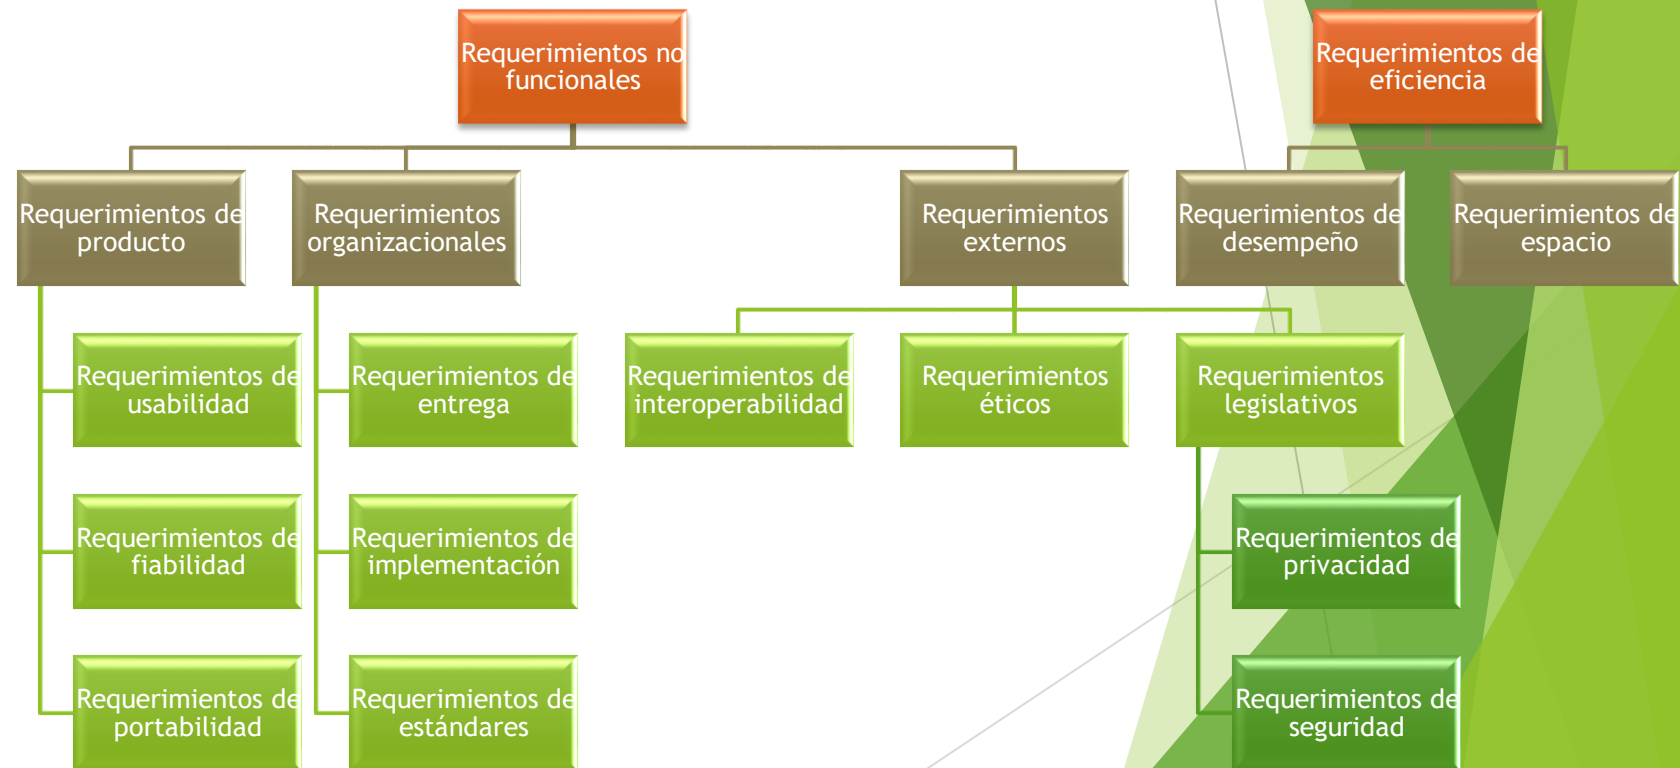 Requerimientos no
funcionales
Requerimientos de
eficiencia
Requerimientos de
producto
Requerimientos
organizacionales
Requerimientos
externos
Requerimientos de
desempeño
Requerimientos de
espacio
Requerimientos de
usabilidad
Requerimientos de
entrega
Requerimientos de
interoperabilidad
Requerimientos
éticos
Requerimientos
legislativos
Requerimientos de
fiabilidad
Requerimientos de
implementación
Requerimientos de
privacidad
Requerimientos de
portabilidad
Requerimientos de
estándares
Requerimientos de
seguridad